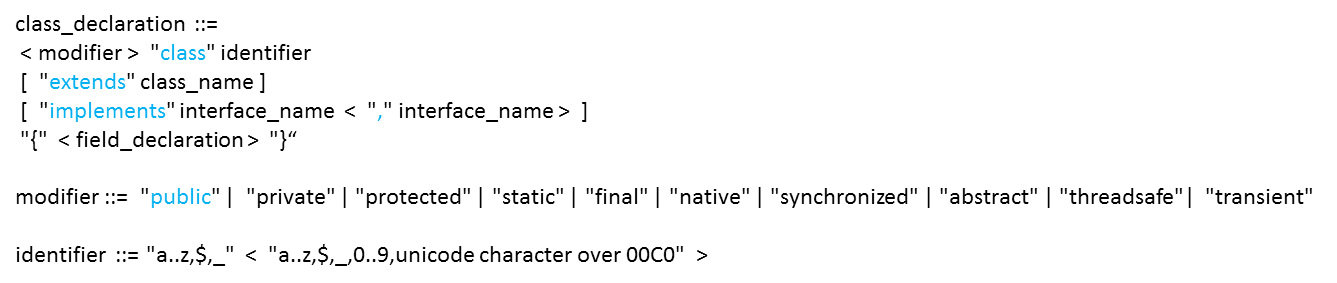 class_declaration ::=
< modifier > "class" identifier
[ "extends" class_name ]
[ "implements" interface_name < "," interface_name > ]
"{" < field_declaration > "}“
modifier ::= "public" | "private" | "protected" | "static" | "final" | "native" | "synchronized" | "abstract" | "threadsafe" | "transient"
identifier ::= "a..z,$,_" < "a..z,$,_,0..9,unicode character over 00C0" >